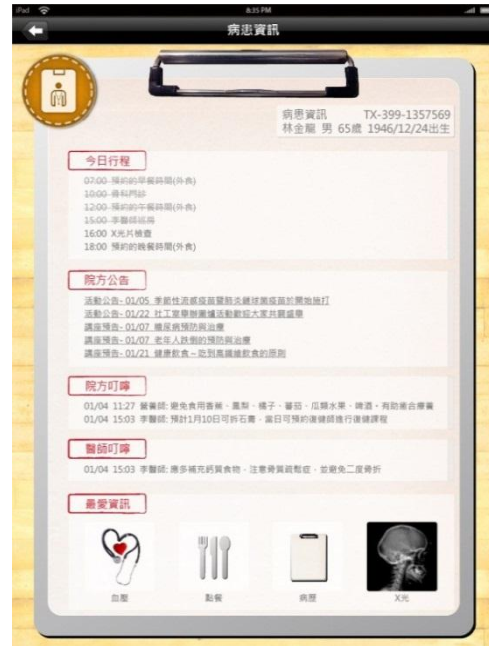 iPad 8:35 PM
病患資訊
病患資訊 TX-399-1357569
林金龍 男 65歲 1946/12/24出生
今日行程
07:00 預約的早餐時間(外食)
10:00 骨科門診
12:00 預約的午餐時間(外食)
15:00 李醫師巡房
16:00 X光片檢查
18:00 預約的晚餐時間(外食)
院方公告
活動公告- 01/05 季節性流感疫苗暨肺炎鏈球菌疫苗於開始施打
活動公告- 01/22 社工室舉辦圍爐活動歡迎大家共襄盛舉
講座預告- 01/07 糖尿病預防與治療
講座預告- 01/07 老年人跌倒的預防與治療
講座預告- 01/21 健康飲食～吃到高纖維飲食的原則
院方叮嚀
01/04 11:27 營養師: 避免食用香蕉、鳳梨、橘子、蕃茄、瓜類水果、啤酒，有助癒合療養
01/04 15:03 李醫師: 預計1月10日可拆石膏，當日可預約復健師進行復健課程
醫師叮嚀
01/04 15:03 李醫師: 應多補充鈣質食物，注意骨質疏鬆症，並避免二度骨折
最愛資訊
血壓 點餐 病歷 X光